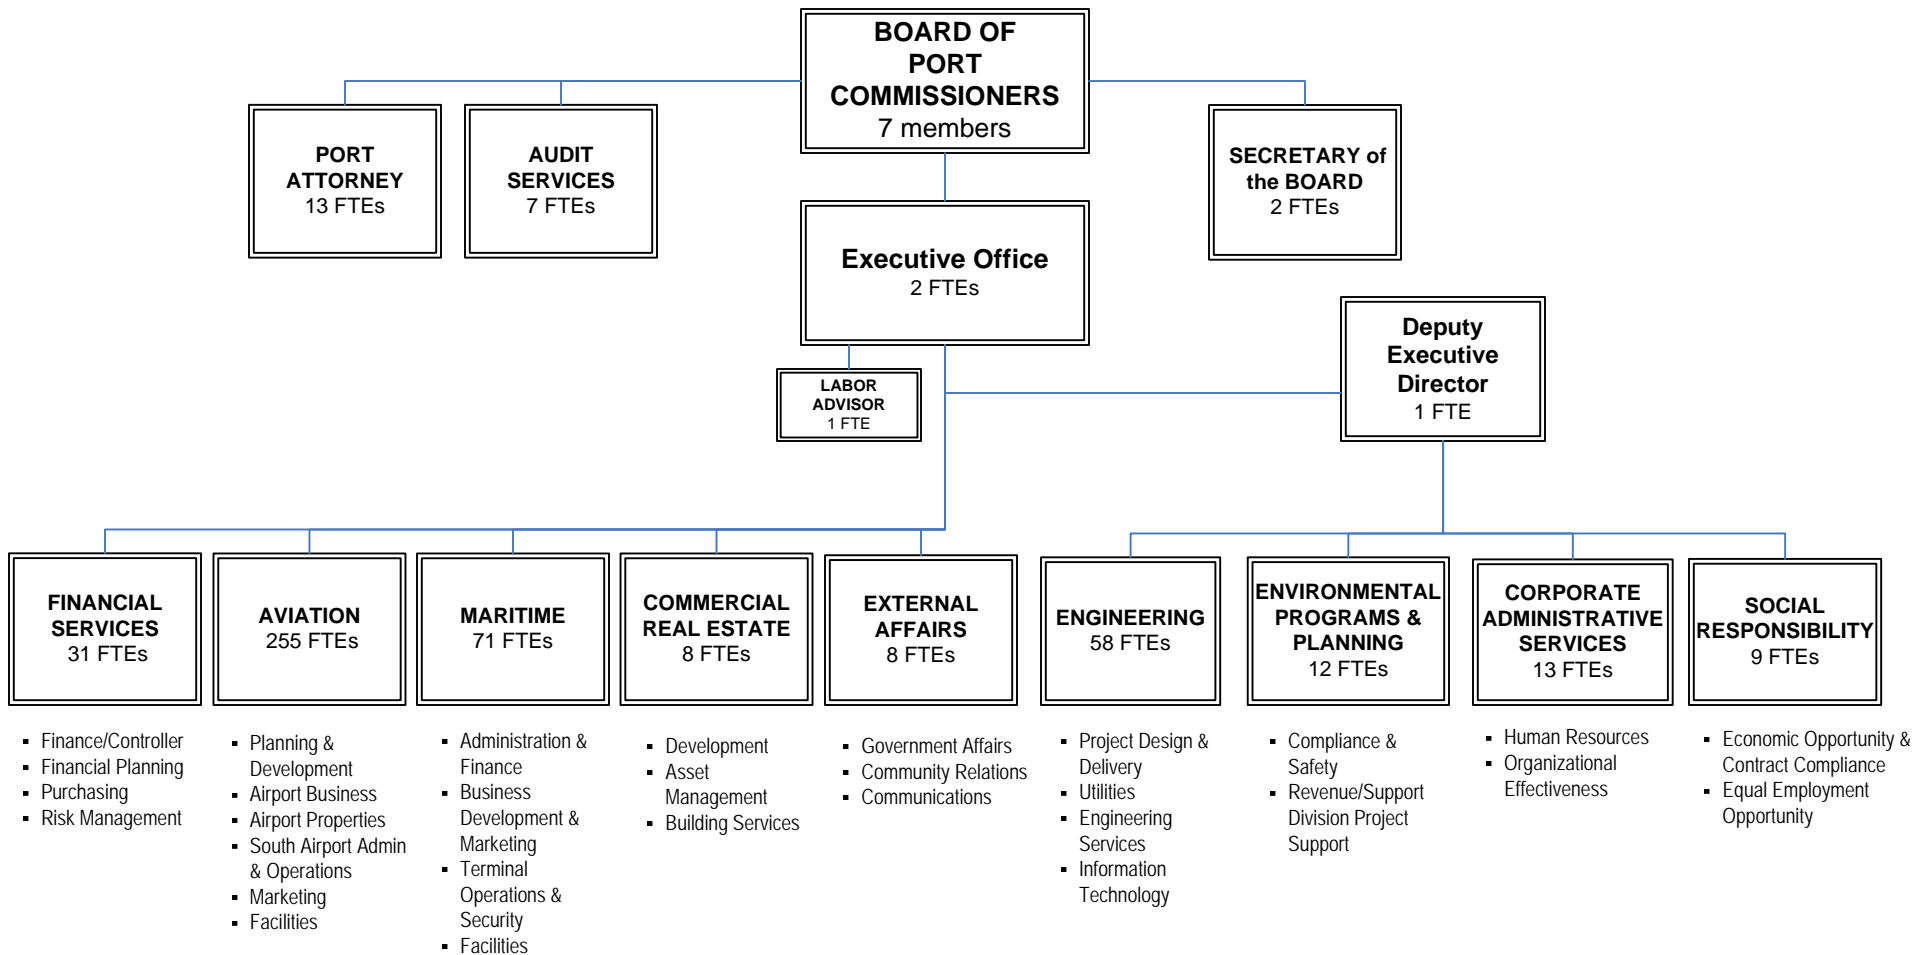 BOARD OF
PORT
COMMISSIONERS
7 members
PORT
ATTORNEY
13 FTEs
AUDIT
SERVICES
7 FTEs
SECRETARY of
the BOARD
2 FTEs
Executive Office
2 FTEs
Deputy
Executive
Director
1 FTE
LABOR
ADVISOR
1 FTE
FINANCIAL
SERVICES
31 FTEs
AVIATION
255 FTEs
MARITIME
71 FTEs
COMMERCIAL
REAL ESTATE
8 FTEs
EXTERNAL
AFFAIRS
8 FTEs
ENGINEERING
58 FTEs
ENVIRONMENTAL
PROGRAMS &
PLANNING
12 FTEs
CORPORATE
ADMINISTRATIVE
SERVICES
13 FTEs
SOCIAL
RESPONSIBILITY
9 FTEs
▪ Finance/Controller
▪ Financial Planning
▪ Purchasing
▪ Risk Management
▪ Planning &
Development
▪ Airport Business
▪ Airport Properties
▪ South Airport Admin
& Operations
▪ Marketing
▪ Facilities
▪ Administration &
Finance
▪ Business
Development &
Marketing
▪ Terminal
Operations &
Security
▪ Facilities
▪ Development
▪ Asset
Management
▪ Building Services
▪ Government Affairs
▪ Community Relations
▪ Communications
▪ Project Design &
Delivery
▪ Utilities
▪ Engineering
Services
▪ Information
Technology
▪ Compliance &
Safety
▪ Revenue/Support
Division Project
Support
▪ Human Resources
▪ Organizational
Effectiveness
▪ Economic Opportunity &
Contract Compliance
▪ Equal Employment
Opportunity